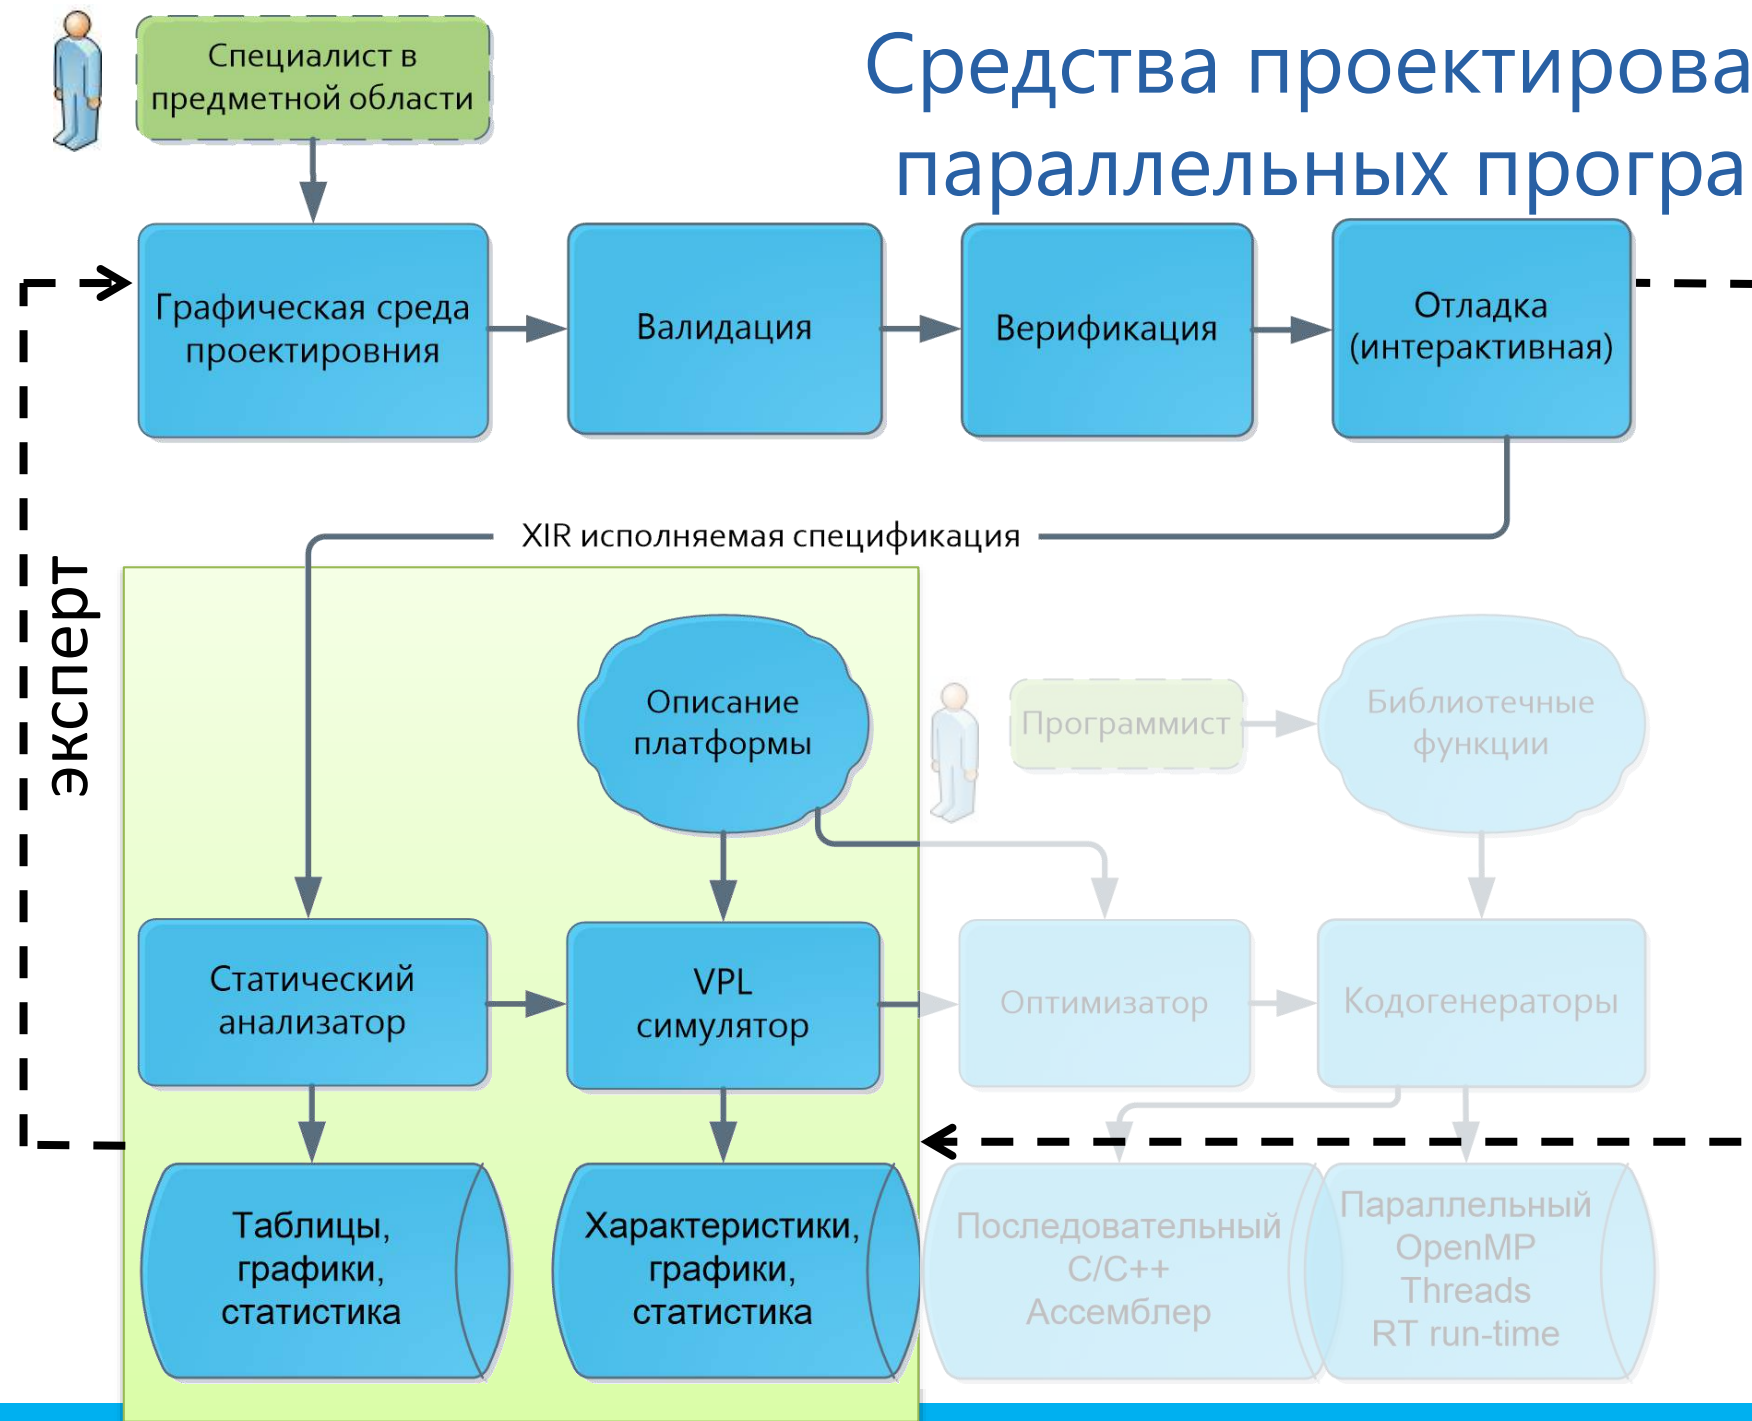 Специалист в
предметной области
Средства проектирова
параллельных програ
Графическая среда
проектировния
Валидация
Верификация
Отладка
(интерактивная)
XIR исполняемая спецификация
эксперт
Описание
платформы
Программист
Библиотечные
функции
Статический
анализатор
VPL
симулятор
Оптимизатор
Кодогенераторы
Таблицы,
графики,
статистика
Характеристики,
графики,
статистика
Последовательный
C/C++
Ассемблер
Параллельный
OpenMP
Threads
RT run-time